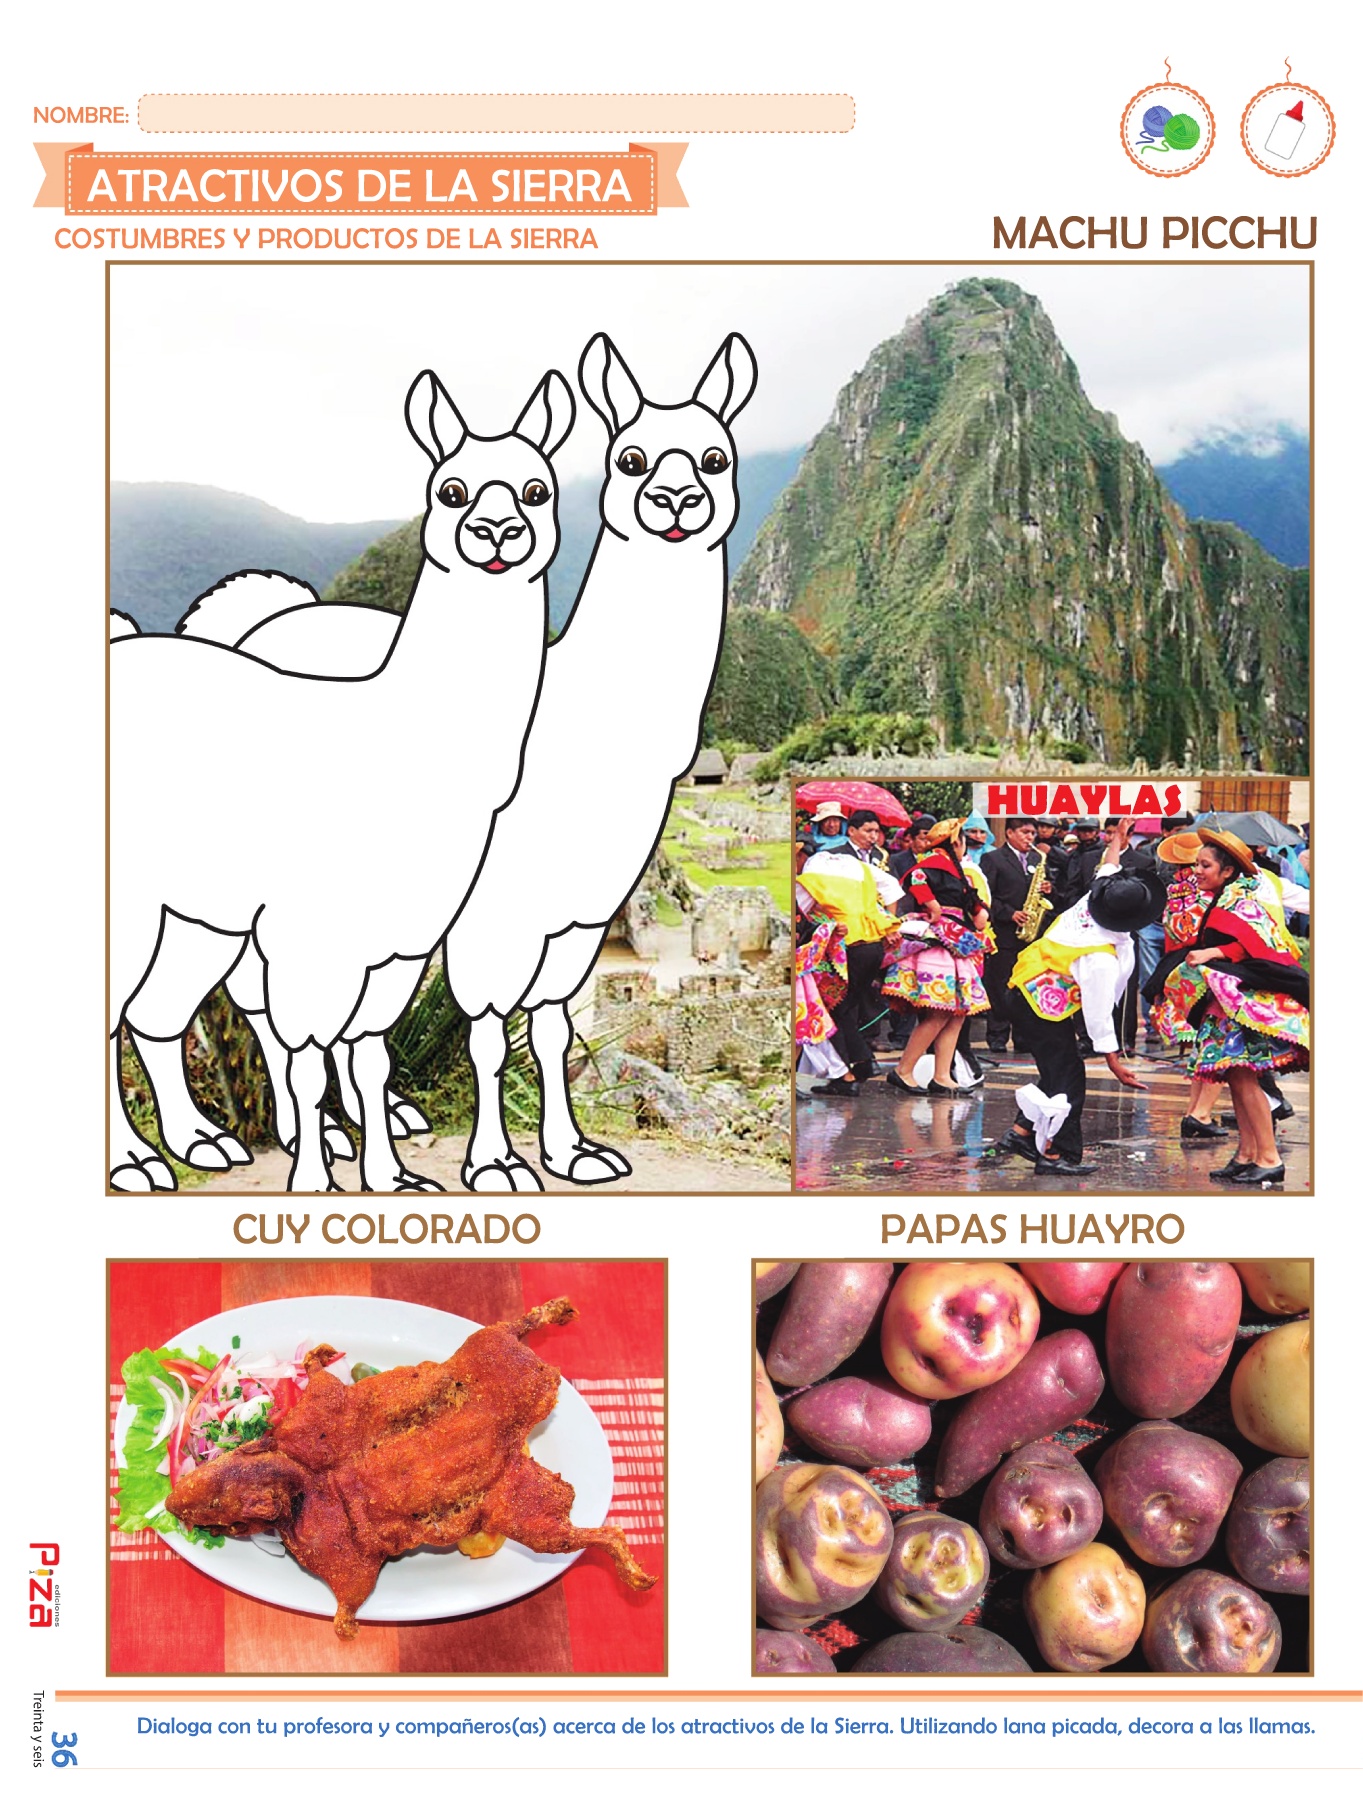 NOMBRE:
ATRACTIVOS DE LA SIERRA
COSTUMBRES Y PRODUCTOS DE LA SIERRA
MACHU PICCHU
HUAYLAS
CUY COLORADO
PAPAS HUAYRO
Piza
ediciones
Treinta y seis
36
Dialoga con tu profesora y compañeros(as) acerca de los atractivos de la Sierra. Utilizando lana picada, decora a las llamas.